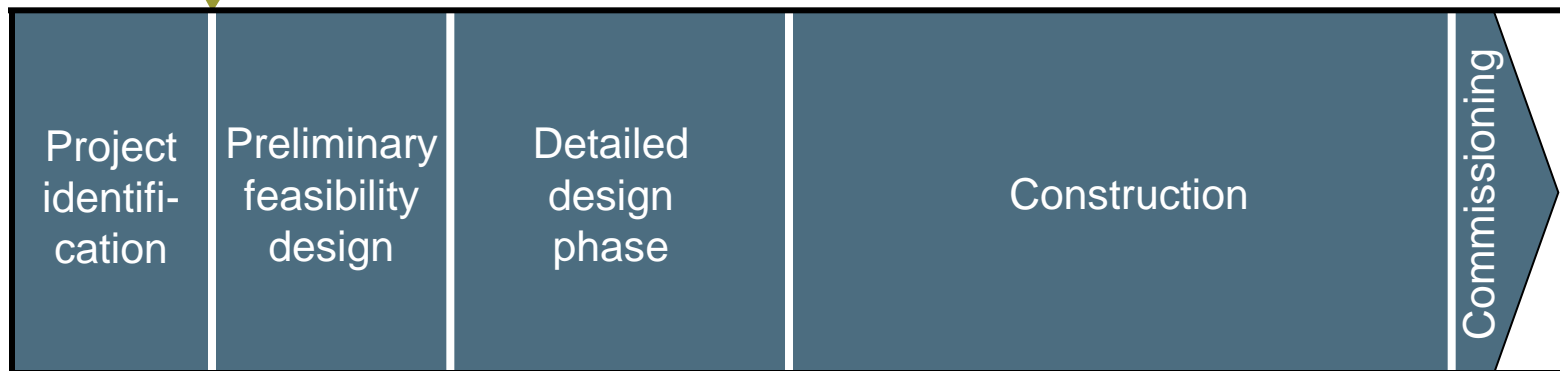 Project
identifi-
cation
Preliminary
feasibility
design
Detailed
design
phase
Construction
Commissioning